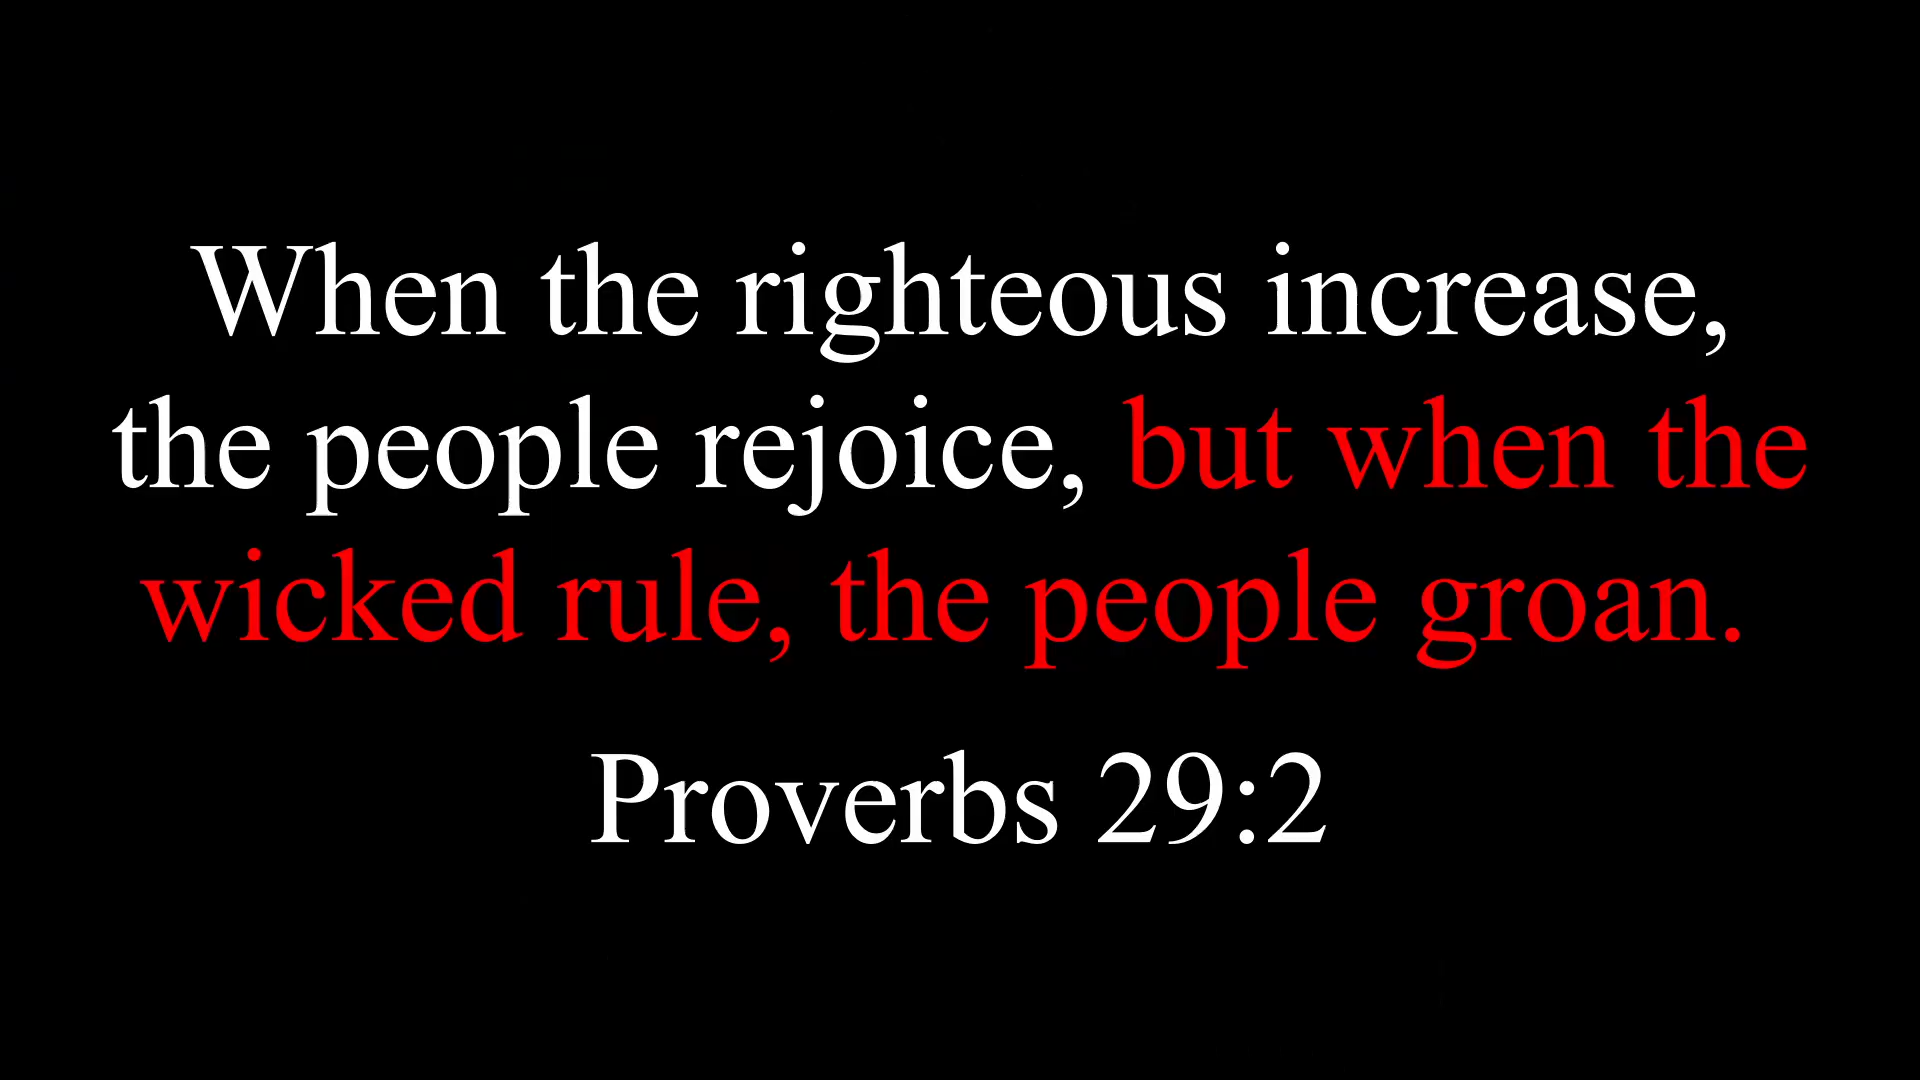 When the righteous increase,
the people rejoice, but when the
wicked rule, the people groan.
Proverbs 29:2